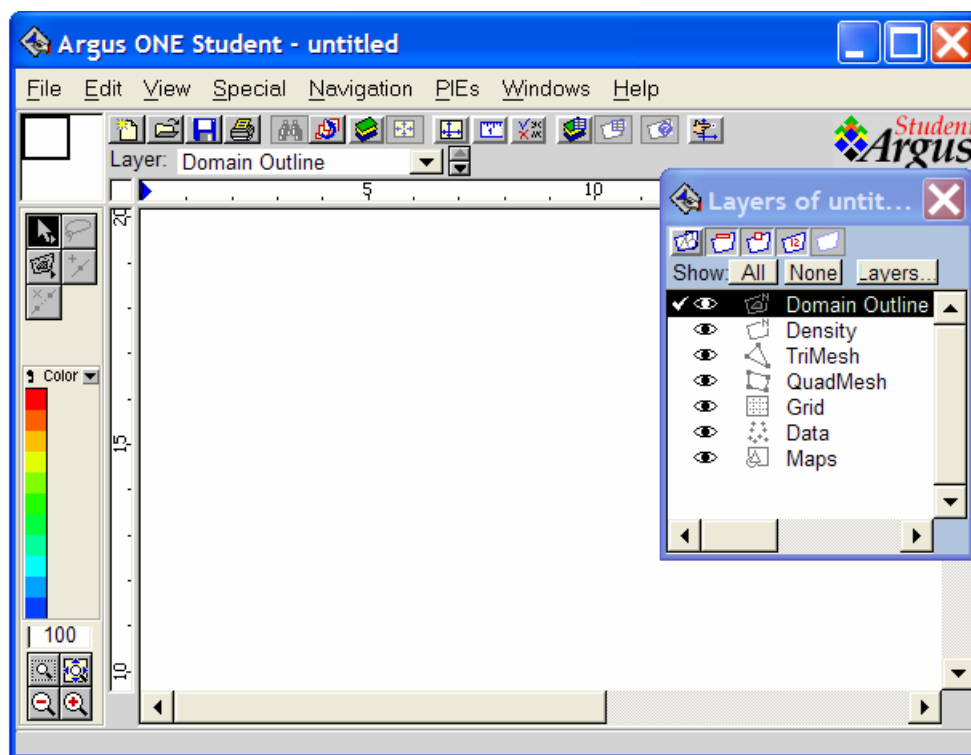 Argus ONE Student - untitled
File Edit View Special Navigation PIEs Windows Help
Student
Argus
Layer: Domain Outline
5 10
20
15
10
Color
100
Layers of untit...
Show: All None Layers...
Domain Outline
Density
TriMesh
QuadMesh
Grid
Data
Maps